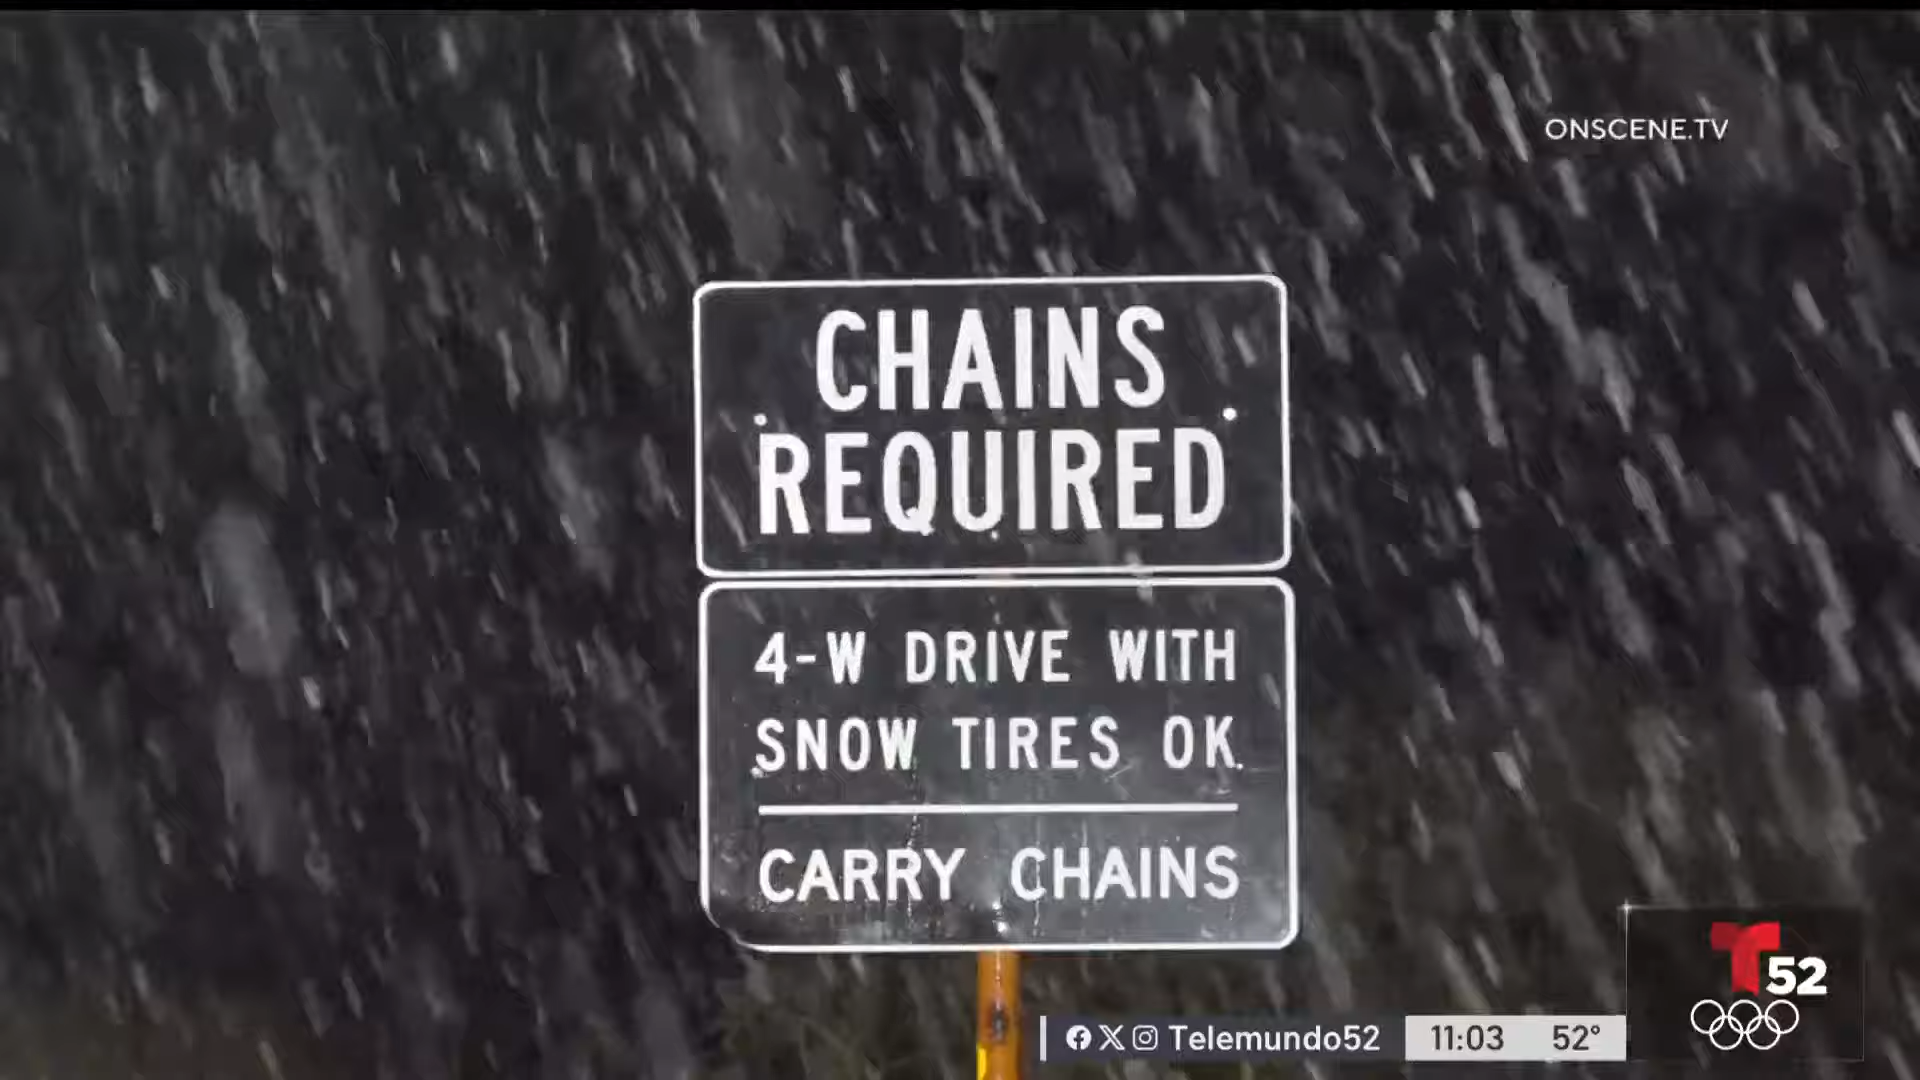 ONSCENE.TV
CHAINS
REQUIRED
4-W DRIVE WITH
SNOW TIRES OK
CARRY CHAINS
52
Telemundo52
11:03 52°